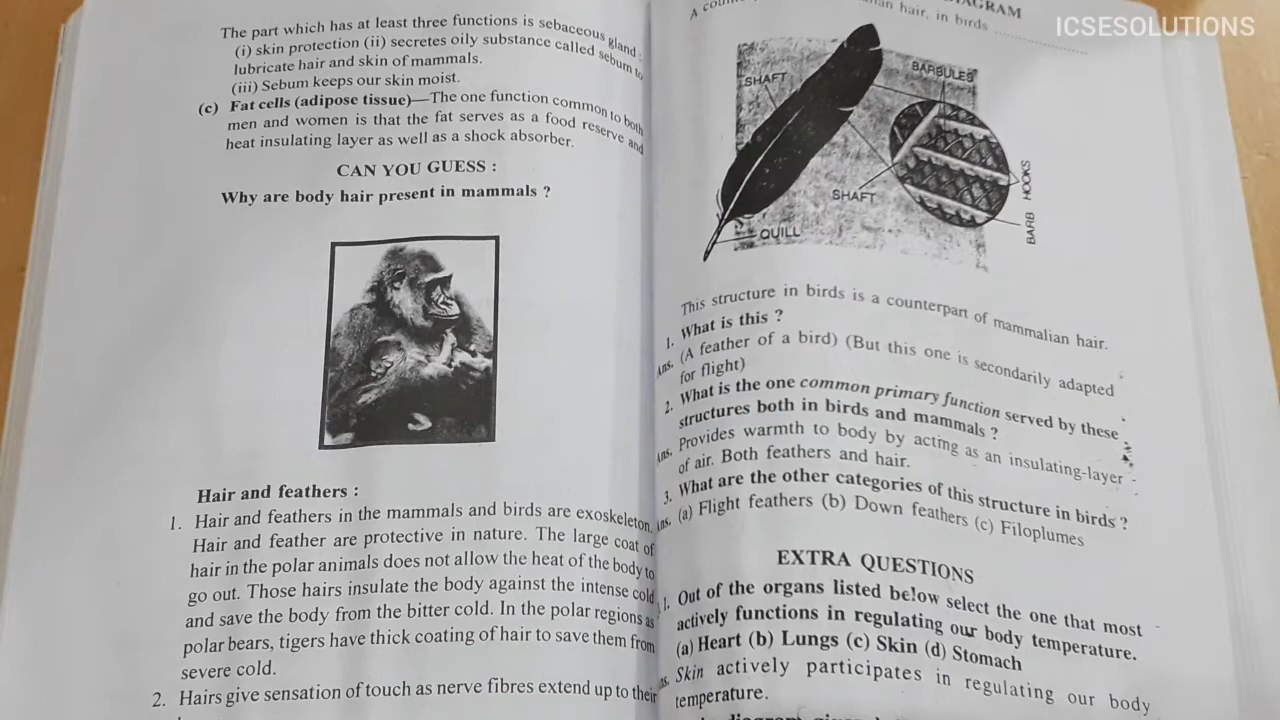 The part which has at least three functions is sebaceous gland :
(i) skin protection (ii) secretes oily substance called sebum to
lubricate hair and skin of mammals.
(iii) Sebum keeps our skin moist.
(c) Fat cells (adipose tissue)—The one function common to both
men and women is that the fat serves as a food reserve and
heat insulating layer as well as a shock absorber.
CAN YOU GUESS :
Why are body hair present in mammals ?
Hair and feathers :
1. Hair and feathers in the mammals and birds are exoskeleton.
Hair and feather are protective in nature. The large coat of
hair in the polar animals does not allow the heat of the body to
go out. Those hairs insulate the body against the intense cold
and save the body from the bitter cold. In the polar regions as
polar bears, tigers have thick coating of hair to save them from
severe cold.
2. Hairs give sensation of touch as nerve fibres extend up to their
ICSESOLUTIONS
hair, in birds
SHAFT
BARBULES
SHAFT
HOOKS
BARB
QUILL
This structure in birds is a counterpart of mammalian hair.
1. What is this ?
Ans. (A feather of a bird) (But this one is secondarily adapted
for flight)
2. What is the one common primary function served by these
structures both in birds and mammals ?
Ans. Provides warmth to body by acting as an insulating-layer
of air. Both feathers and hair.
3. What are the other categories of this structure in birds ?
Ans. (a) Flight feathers (b) Down feathers (c) Filoplumes
EXTRA QUESTIONS
1. Out of the organs listed below select the one that most
actively functions in regulating our body temperature.
(a) Heart (b) Lungs (c) Skin (d) Stomach
Skin actively participates in regulating our body
temperature.